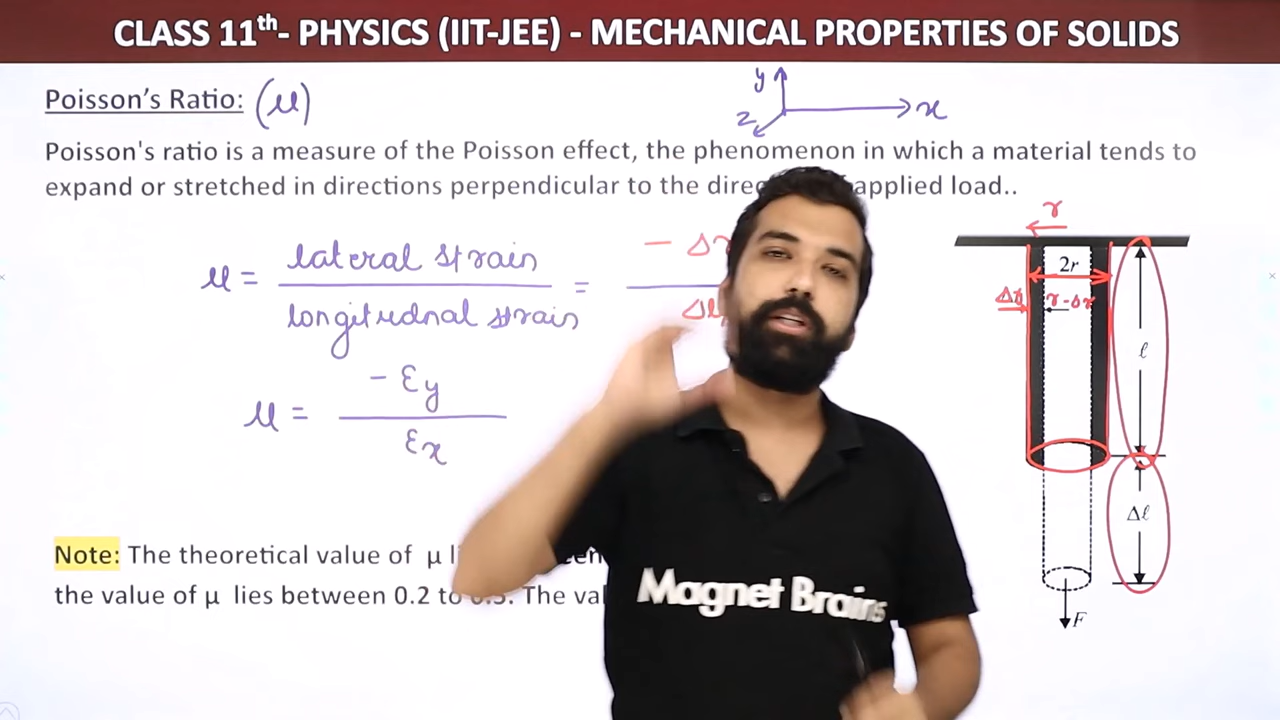 CLASS 11th- PHYSICS (IIT-JEE) - MECHANICAL PROPERTIES OF SOLIDS
Poisson's Ratio: (μ)
y
x
z
Poisson's ratio is a measure of the Poisson effect, the phenomenon in which a material tends to
expand or stretched in directions perpendicular to the applied load..
μ = lateral strain / longitudnal strain = - Δr / Δl
μ = - εy / εx
r
2r
Δr
r-Δr
l
Δl
F
Note: The theoretical value of μ
the value of μ lies between 0.2 to The
Magnet Brains